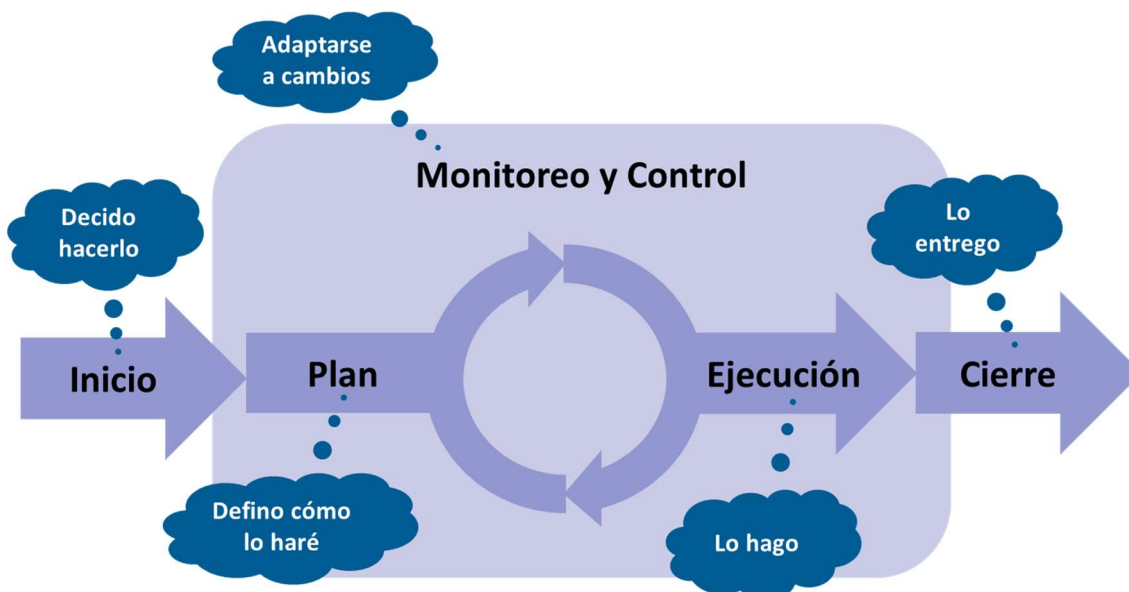 Adaptarse
a cambios
Monitoreo y Control
Decido
hacerlo
Lo
entrego
Inicio
Plan
Ejecución
Cierre
Defino cómo
lo haré
Lo hago